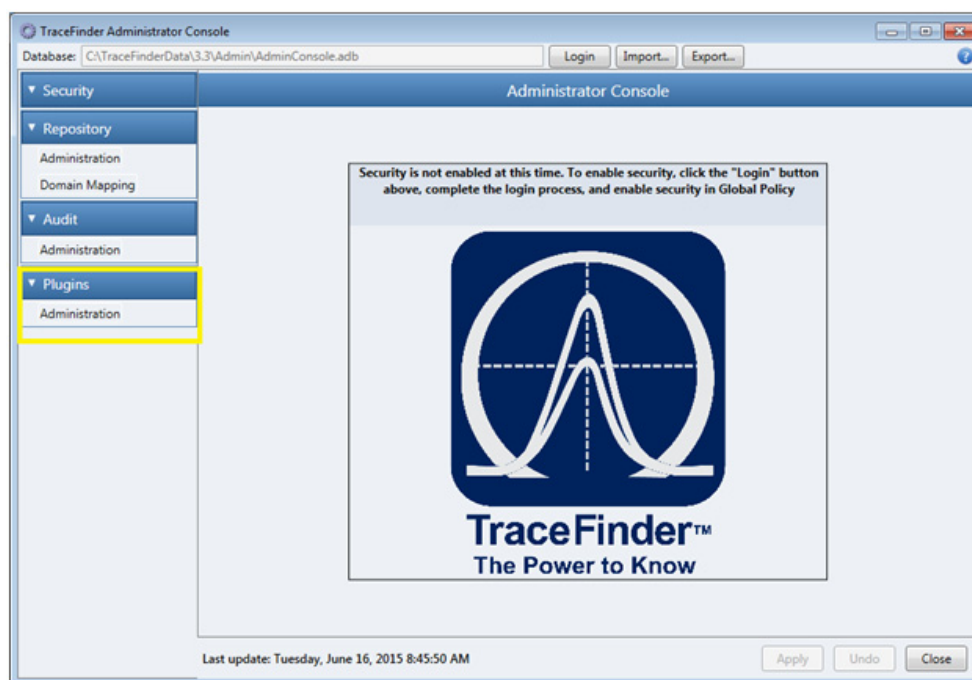 TraceFinder Administrator Console
Database: C:\TraceFinderData\3.3\Admin\AdminConsole.adb Login Import... Export... ?
Security
Administrator Console
Repository
Administration
Domain Mapping
Audit
Administration
Plugins
Administration
Security is not enabled at this time. To enable security, click the "Login" button
above, complete the login process, and enable security in Global Policy
TraceFinder™
The Power to Know
Last update: Tuesday, June 16, 2015 8:45:50 AM Apply Undo Close